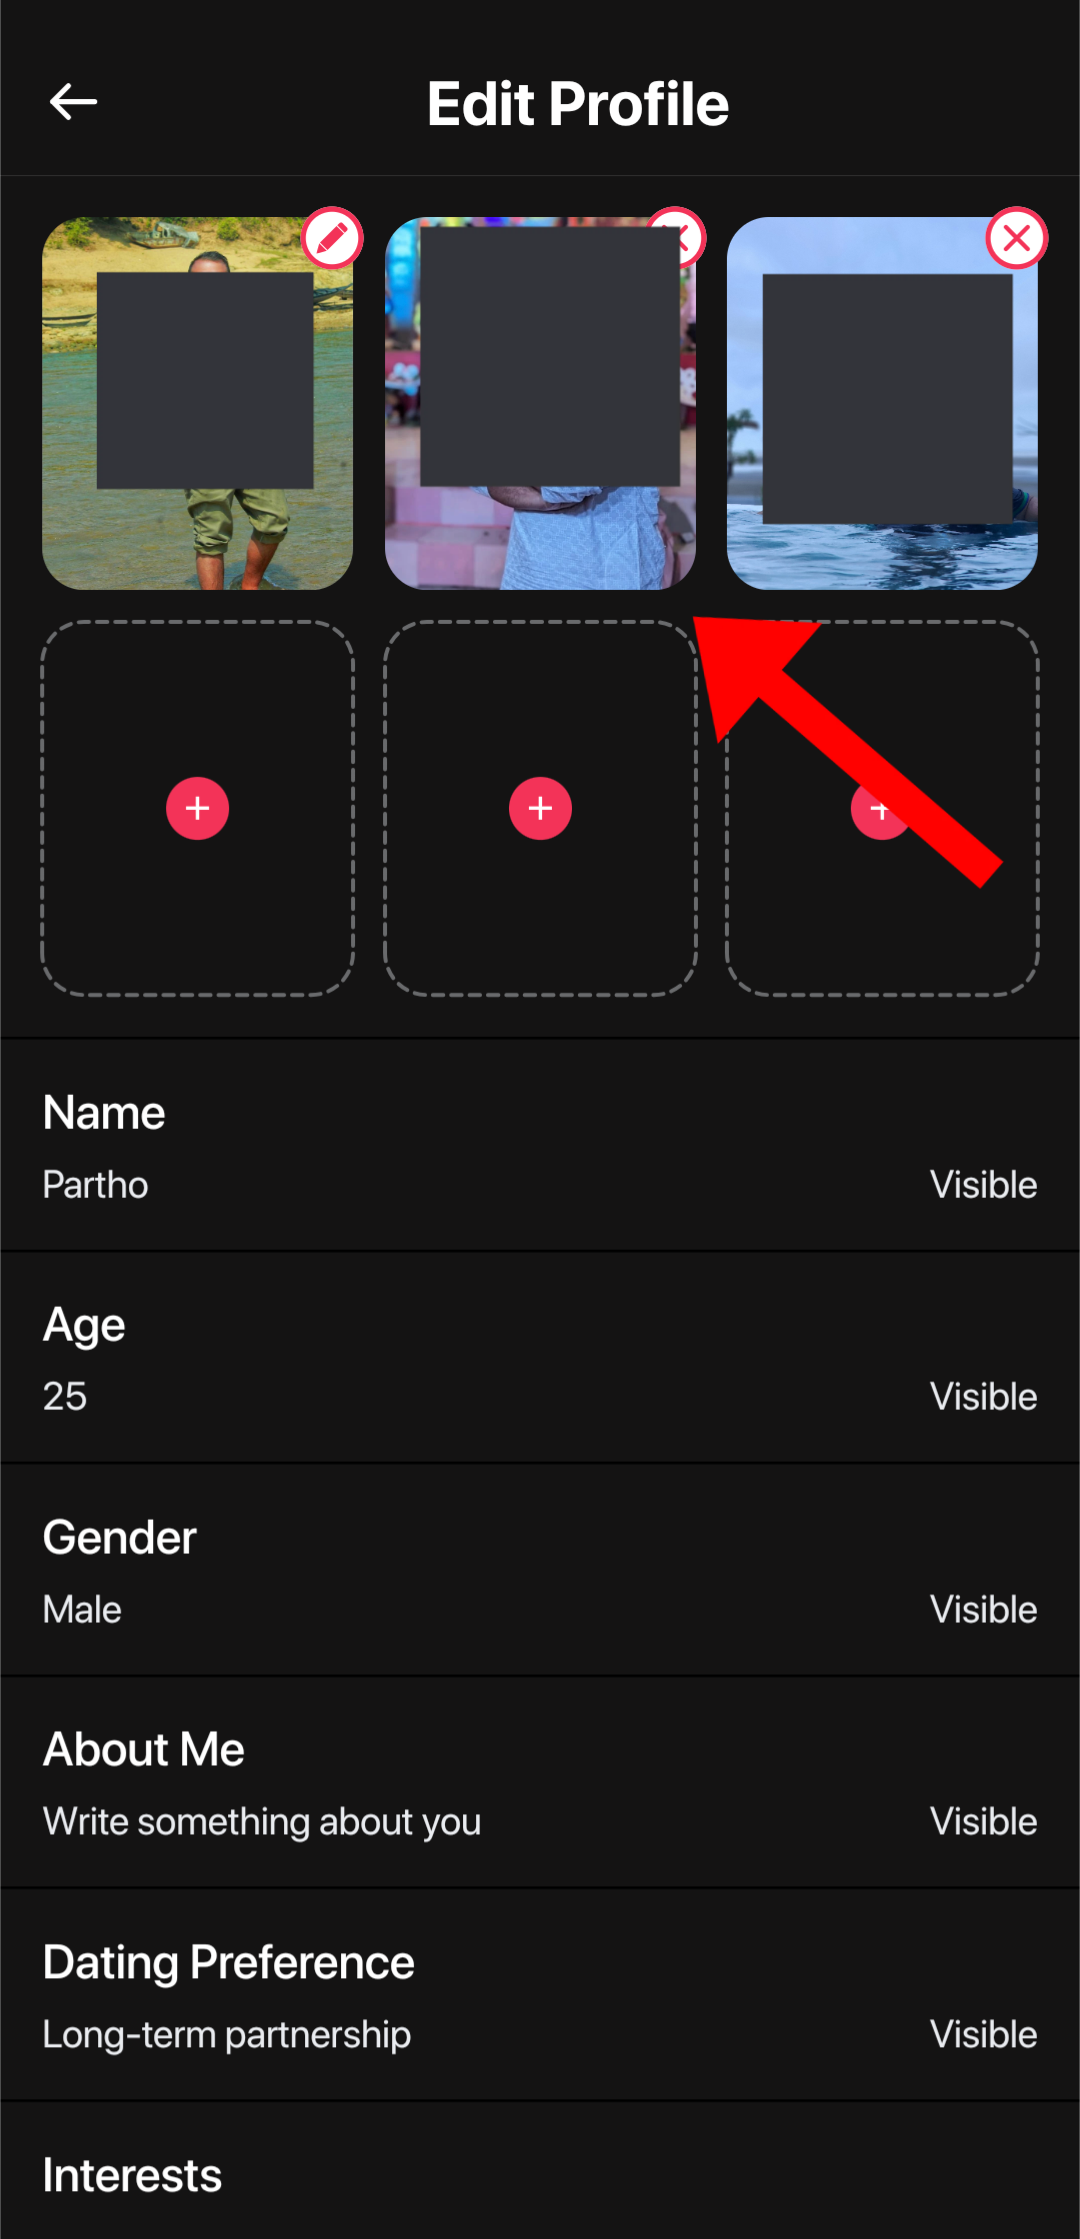 Edit Profile
Name
Partho
Visible
Age
25
Visible
Gender
Male
Visible
About Me
Write something about you
Visible
Dating Preference
Long-term partnership
Visible
Interests